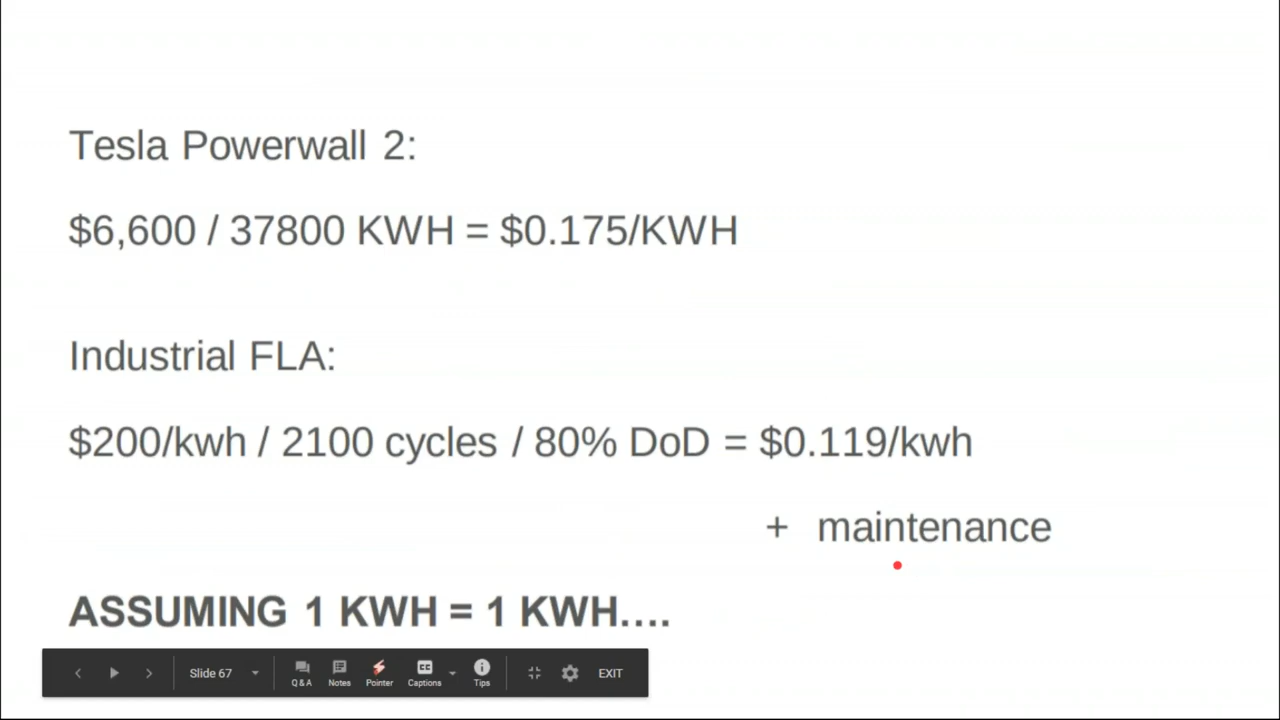 Tesla Powerwall 2:
$6,600 / 37800 KWH = $0.175/KWH
Industrial FLA:
$200/kwh / 2100 cycles / 80% DoD = $0.119/kwh
+ maintenance
ASSUMING 1 KWH = 1 KWH....
Slide 67 Q & A Notes Pointer CC Captions Tips EXIT